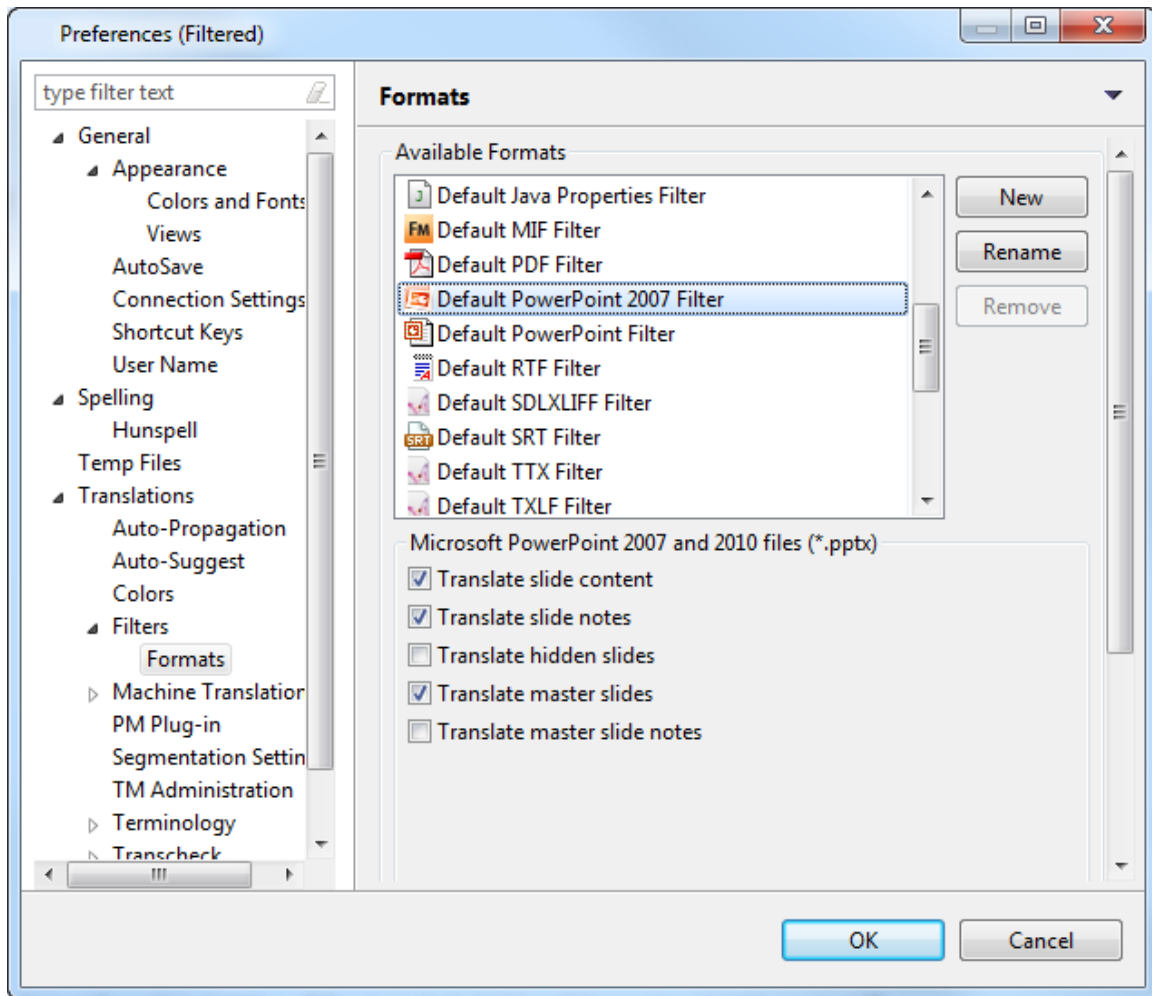 Preferences (Filtered)
type filter text
General
Appearance
Colors and Fonts
Views
AutoSave
Connection Settings
Shortcut Keys
User Name
Spelling
Hunspell
Temp Files
Translations
Auto-Propagation
Auto-Suggest
Colors
Filters
Formats
Machine Translation
PM Plug-in
Segmentation Settin
TM Administration
Terminology
Transcheck
Formats
Available Formats
Default Java Properties Filter
FM Default MIF Filter
Default PDF Filter
Default PowerPoint 2007 Filter
Default PowerPoint Filter
Default RTF Filter
Default SDLXLIFF Filter
SRT Default SRT Filter
Default TTX Filter
Default TXLF Filter
New
Rename
Remove
Microsoft PowerPoint 2007 and 2010 files (*.pptx)
Translate slide content
Translate slide notes
Translate hidden slides
Translate master slides
Translate master slide notes
OK
Cancel